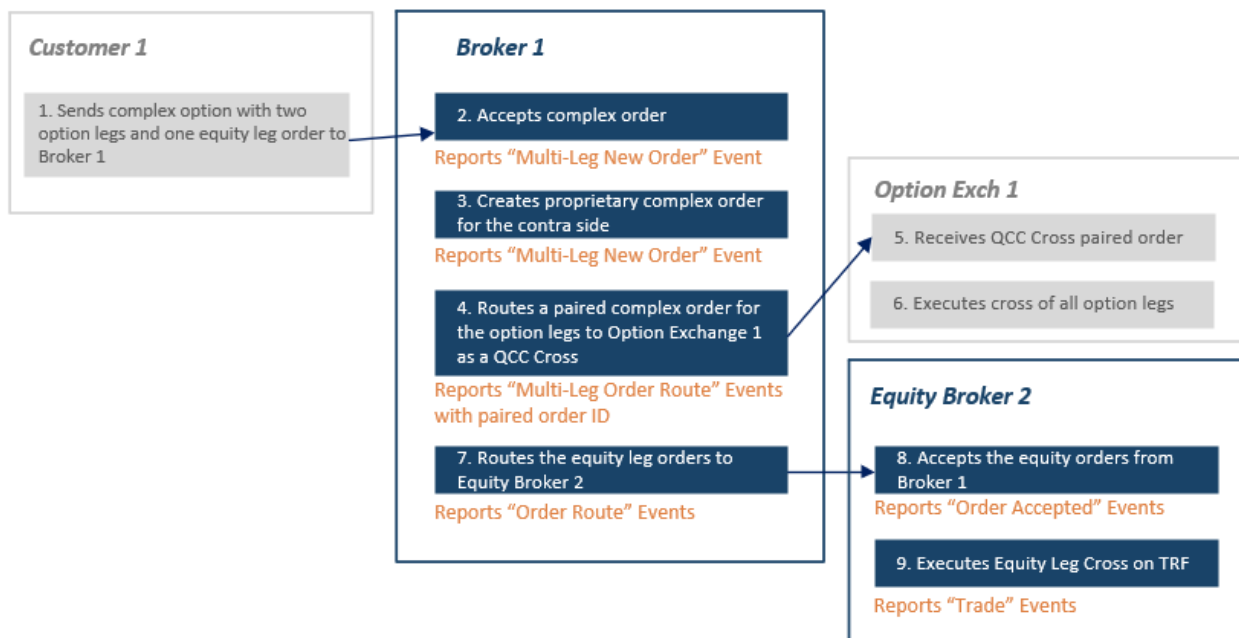 Customer 1
1. Sends complex option with two
option legs and one equity leg order to
Broker 1
Broker 1
2. Accepts complex order
Reports “Multi-Leg New Order” Event
3. Creates proprietary complex order
for the contra side
Reports “Multi-Leg New Order” Event
4. Routes a paired complex order for
the option legs to Option Exchange 1
as a QCC Cross
Reports “Multi-Leg Order Route” Events
with paired order ID
7. Routes the equity leg orders to
Equity Broker 2
Reports “Order Route” Events
Option Exch 1
5. Receives QCC Cross paired order
6. Executes cross of all option legs
Equity Broker 2
8. Accepts the equity orders from
Broker 1
Reports “Order Accepted” Events
9. Executes Equity Leg Cross on TRF
Reports “Trade” Events